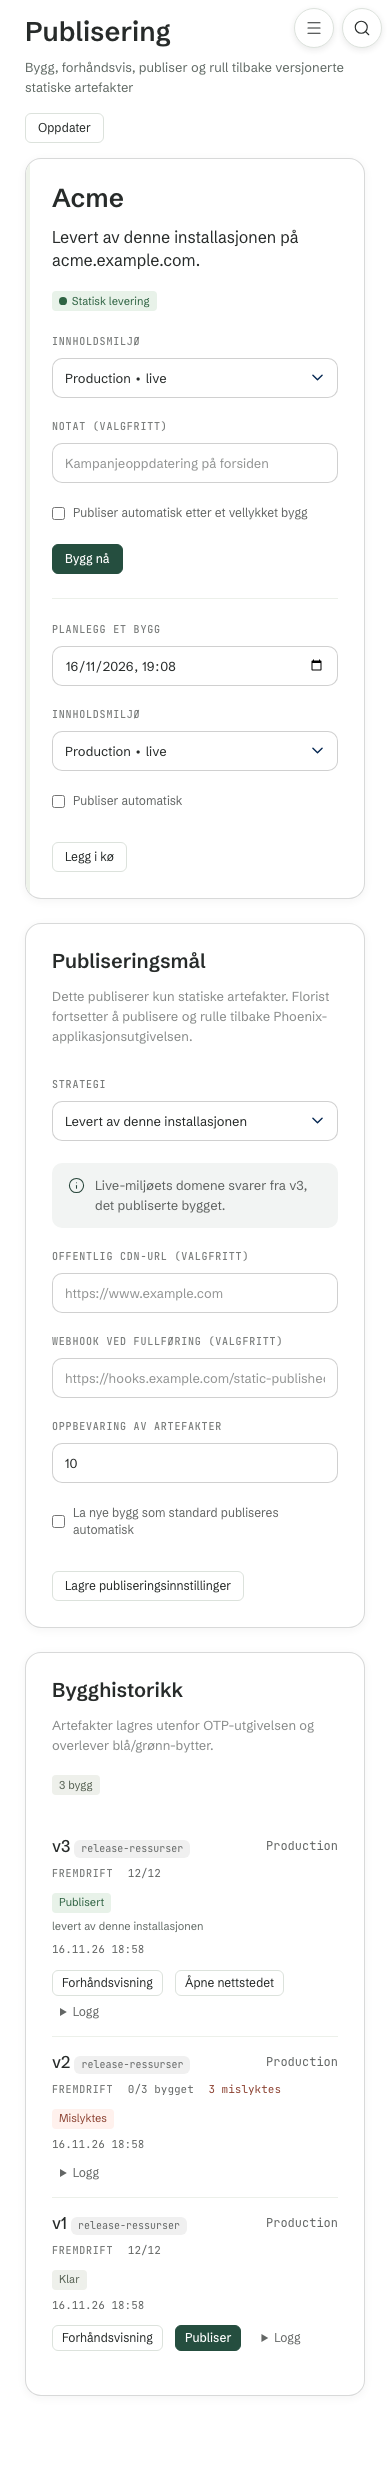 Publisering
Bygg, forhåndsvis, publiser og rull tilbake versjonerte
statiske artefakter
Oppdater
Acme
Levert av denne installasjonen på
acme.example.com.
Statisk levering
INNHOLDSMILJØ
Production • live
NOTAT (VALGFRITT)
Kampanjeoppdatering på forsiden
Publiser automatisk etter et vellykket bygg
Bygg nå
PLANLEGG ET BYGG
16/11/2026, 19:08
INNHOLDSMILJØ
Production • live
Publiser automatisk
Legg i kø
Publiseringsmål
Dette publiserer kun statiske artefakter. Florist
fortsetter å publisere og rulle tilbake Phoenix-
applikasjonsutgivelsen.
STRATEGI
Levert av denne installasjonen
Live-miljøets domene svarer fra v3,
det publiserte bygget.
OFFENTLIG CDN-URL (VALGFRITT)
https://www.example.com
WEBHOOK VED FULLFØRING (VALGFRITT)
https://hooks.example.com/static-publishe
OPPBEVARING AV ARTEFAKTER
10
La nye bygg som standard publiseres
automatisk
Lagre publiseringsinnstillinger
Bygghistorikk
Artefakter lagres utenfor OTP-utgivelsen og
overlever blå/grønn-bytter.
3 bygg
v3 release-ressurser Production
FREMDRIFT 12/12
Publisert
levert av denne installasjonen
16.11.26 18:58
Forhåndsvisning Åpne nettstedet
Logg
v2 release-ressurser Production
FREMDRIFT 0/3 bygget 3 mislyktes
Mislyktes
16.11.26 18:58
Logg
v1 release-ressurser Production
FREMDRIFT 12/12
Klar
16.11.26 18:58
Forhåndsvisning Publiser Logg